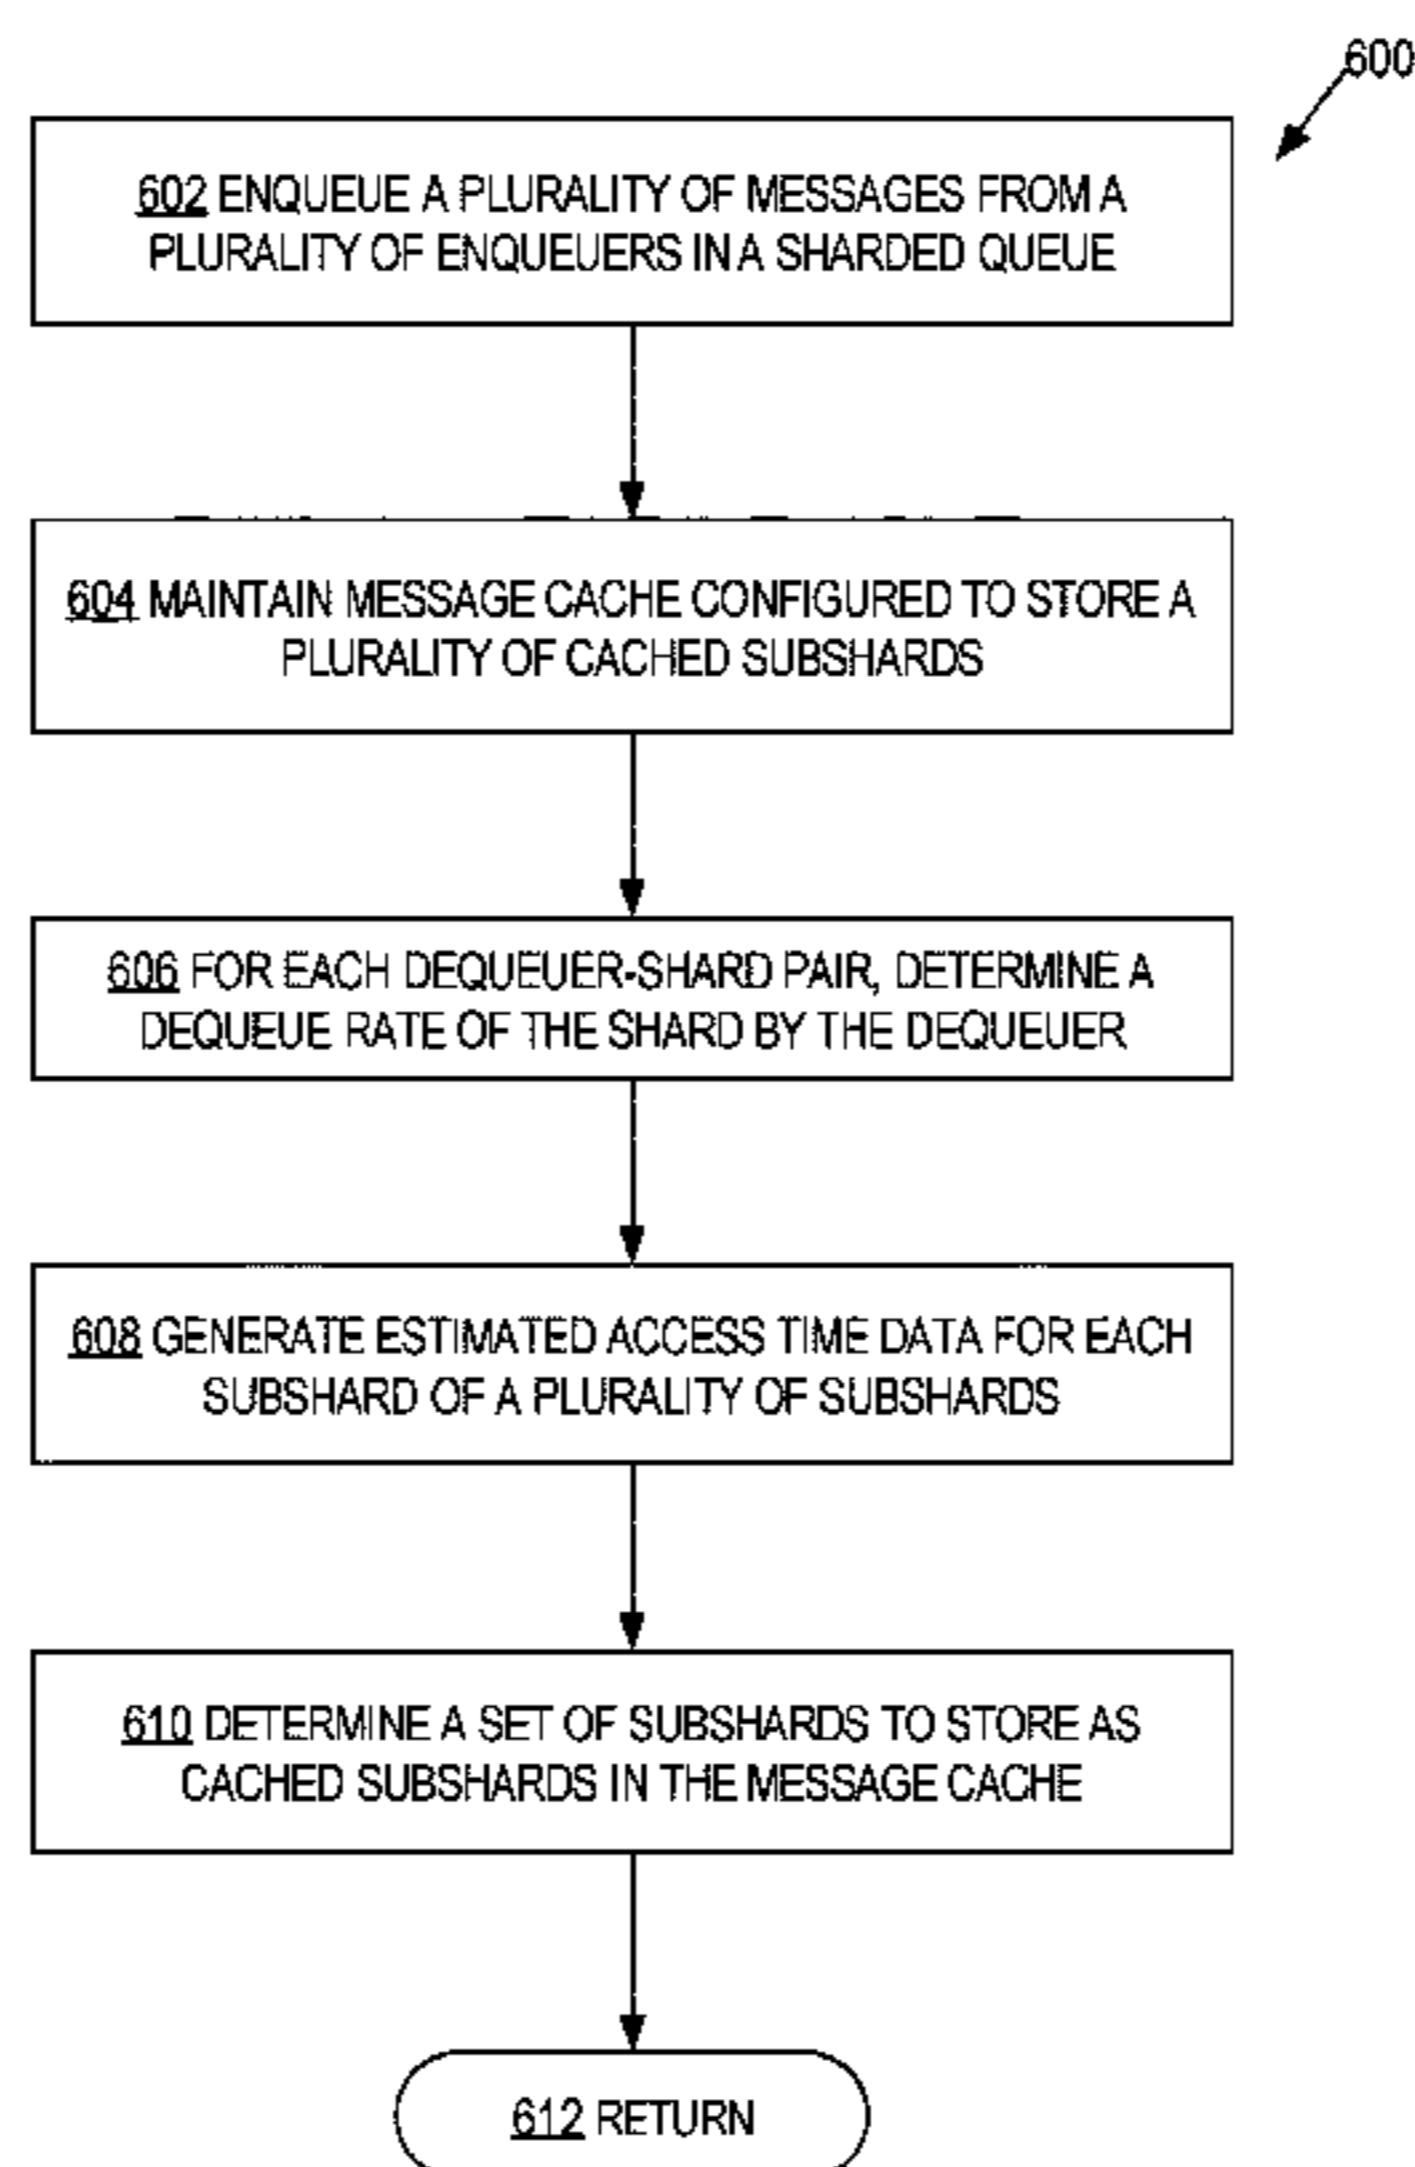 600
602 ENQUEUE A PLURALITY OF MESSAGES FROM A
PLURALITY OF ENQUEUERS IN A SHARDED QUEUE
604 MAINTAIN MESSAGE CACHE CONFIGURED TO STORE A
PLURALITY OF CACHED SUBSHARDS
606 FOR EACH DEQUEUER-SHARD PAIR, DETERMINE A
DEQUEUE RATE OF THE SHARD BY THE DEQUEUER
608 GENERATE ESTIMATED ACCESS TIME DATA FOR EACH
SUBSHARD OF A PLURALITY OF SUBSHARDS
610 DETERMINE A SET OF SUBSHARDS TO STORE AS
CACHED SUBSHARDS IN THE MESSAGE CACHE
612 RETURN